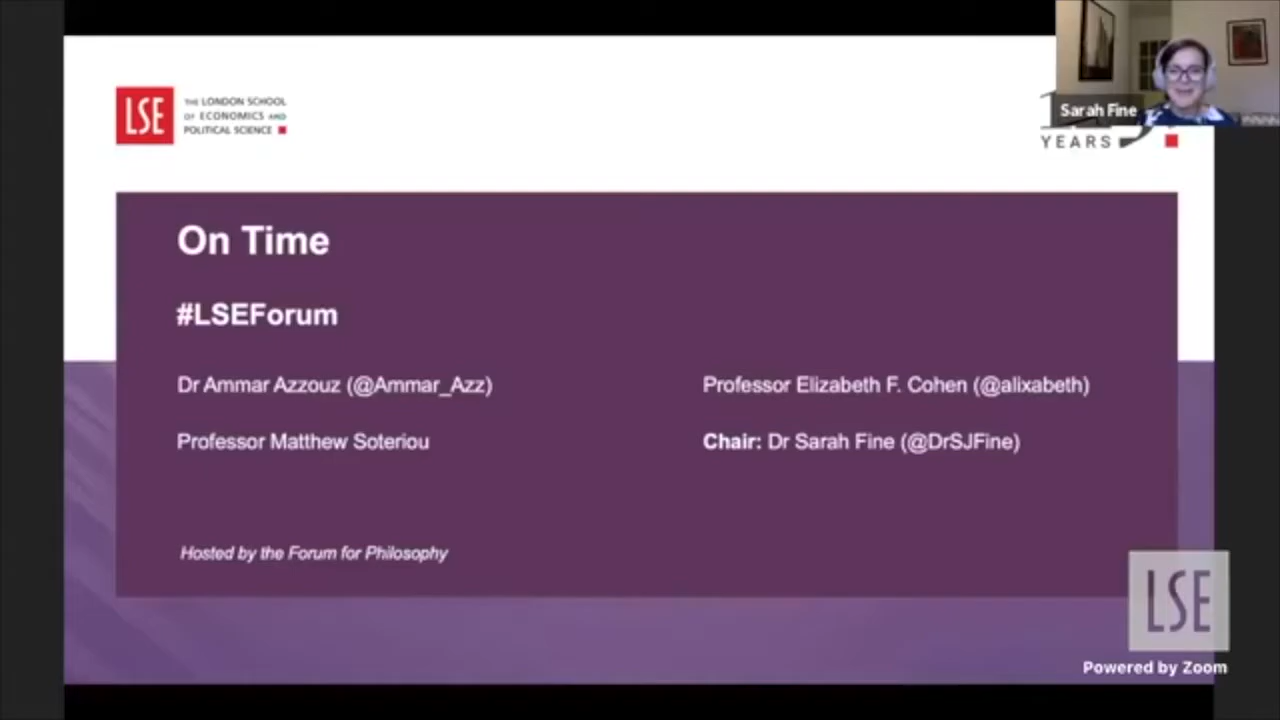 LSE
THE LONDON SCHOOL
OF ECONOMICS AND
POLITICAL SCIENCE
Sarah Fine
YEARS
On Time
#LSEForum
Dr Ammar Azzouz (@Ammar_Azz)
Professor Elizabeth F. Cohen (@alixabeth)
Professor Matthew Soteriou
Chair: Dr Sarah Fine (@DrSJFine)
Hosted by the Forum for Philosophy
LSE
Powered by Zoom